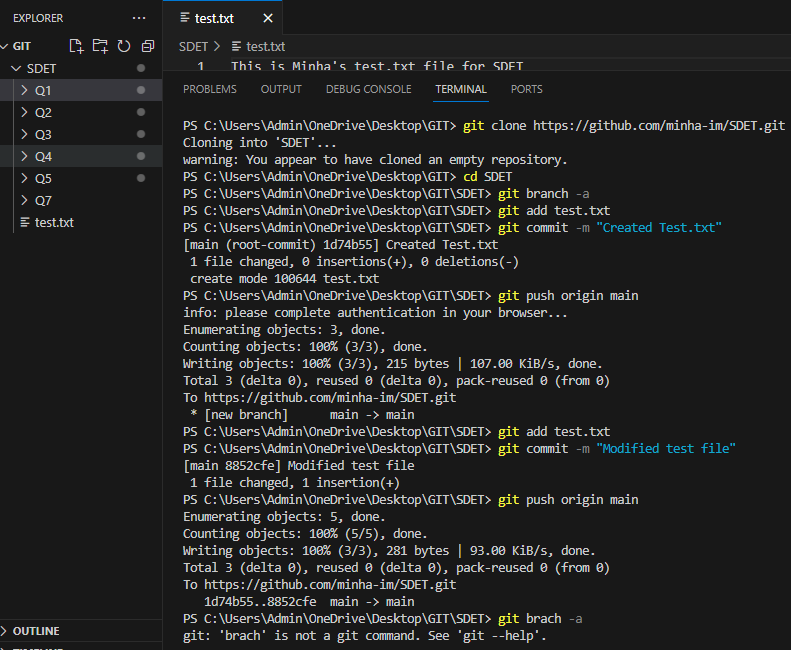 EXPLORER
test.txt
GIT
SDET > test.txt
SDET
1 This is Minha's test.txt file for SDET
Q1
Q2
Q3
Q4
Q5
Q7
test.txt
PROBLEMS OUTPUT DEBUG CONSOLE TERMINAL PORTS
PS C:\Users\Admin\OneDrive\Desktop\GIT> git clone https://github.com/minha-im/SDET.git
Cloning into 'SDET'...
warning: You appear to have cloned an empty repository.
PS C:\Users\Admin\OneDrive\Desktop\GIT> cd SDET
PS C:\Users\Admin\OneDrive\Desktop\GIT\SDET> git branch -a
PS C:\Users\Admin\OneDrive\Desktop\GIT\SDET> git add test.txt
PS C:\Users\Admin\OneDrive\Desktop\GIT\SDET> git commit -m "Created Test.txt"
[main (root-commit) 1d74b55] Created Test.txt
1 file changed, 0 insertions(+), 0 deletions(-)
create mode 100644 test.txt
PS C:\Users\Admin\OneDrive\Desktop\GIT\SDET> git push origin main
info: please complete authentication in your browser...
Enumerating objects: 3, done.
Counting objects: 100% (3/3), done.
Writing objects: 100% (3/3), 215 bytes | 107.00 KiB/s, done.
Total 3 (delta 0), reused 0 (delta 0), pack-reused 0 (from 0)
To https://github.com/minha-im/SDET.git
* [new branch] main -> main
PS C:\Users\Admin\OneDrive\Desktop\GIT\SDET> git add test.txt
PS C:\Users\Admin\OneDrive\Desktop\GIT\SDET> git commit -m "Modified test file"
[main 8852cfe] Modified test file
1 file changed, 1 insertion(+)
PS C:\Users\Admin\OneDrive\Desktop\GIT\SDET> git push origin main
Enumerating objects: 5, done.
Counting objects: 100% (5/5), done.
Writing objects: 100% (3/3), 281 bytes | 93.00 KiB/s, done.
Total 3 (delta 0), reused 0 (delta 0), pack-reused 0 (from 0)
To https://github.com/minha-im/SDET.git
1d74b55..8852cfe main -> main
PS C:\Users\Admin\OneDrive\Desktop\GIT\SDET> git brach -a
git: 'brach' is not a git command. See 'git --help'.
OUTLINE